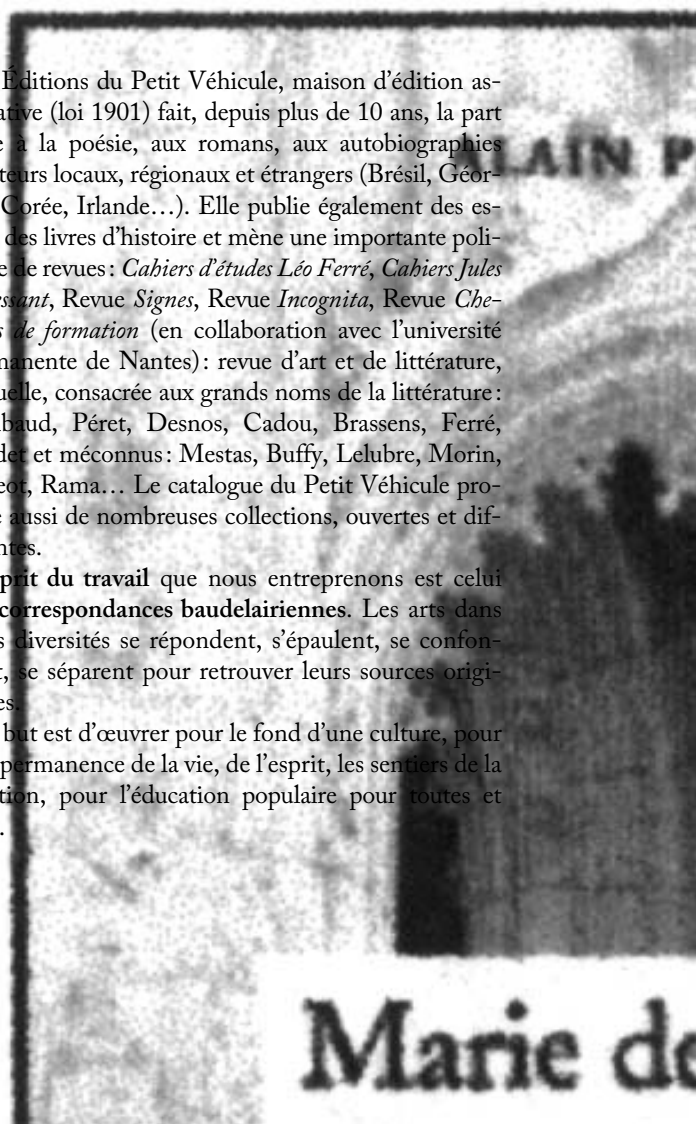 Éditions du Petit Véhicule, maison d'édition as-
ative (loi 1901) fait, depuis plus de 10 ans, la part
e à la poésie, aux romans, aux autobiographies
teurs locaux, régionaux et étrangers (Brésil, Géor-
Corée, Irlande…). Elle publie également des es-
des livres d'histoire et mène une importante poli-
e de revues : Cahiers d'études Léo Ferré, Cahiers Jules
ssant, Revue Signes, Revue Incognita, Revue Che-
s de formation (en collaboration avec l'université
manente de Nantes) : revue d'art et de littérature,
uelle, consacrée aux grands noms de la littérature :
baud, Péret, Desnos, Cadou, Brassens, Ferré,
det et méconnus : Mestas, Buffy, Lelubre, Morin,
eot, Rama… Le catalogue du Petit Véhicule pro-
e aussi de nombreuses collections, ouvertes et dif-
ntes.
prit du travail que nous entreprenons est celui
correspondances baudelairiennes. Les arts dans
s diversités se répondent, s'épaulent, se confon-
t, se séparent pour retrouver leurs sources origi-
es.
but est d'œuvrer pour le fond d'une culture, pour
permanence de la vie, de l'esprit, les sentiers de la
tion, pour l'éducation populaire pour toutes et
.
ALAIN P
Marie de